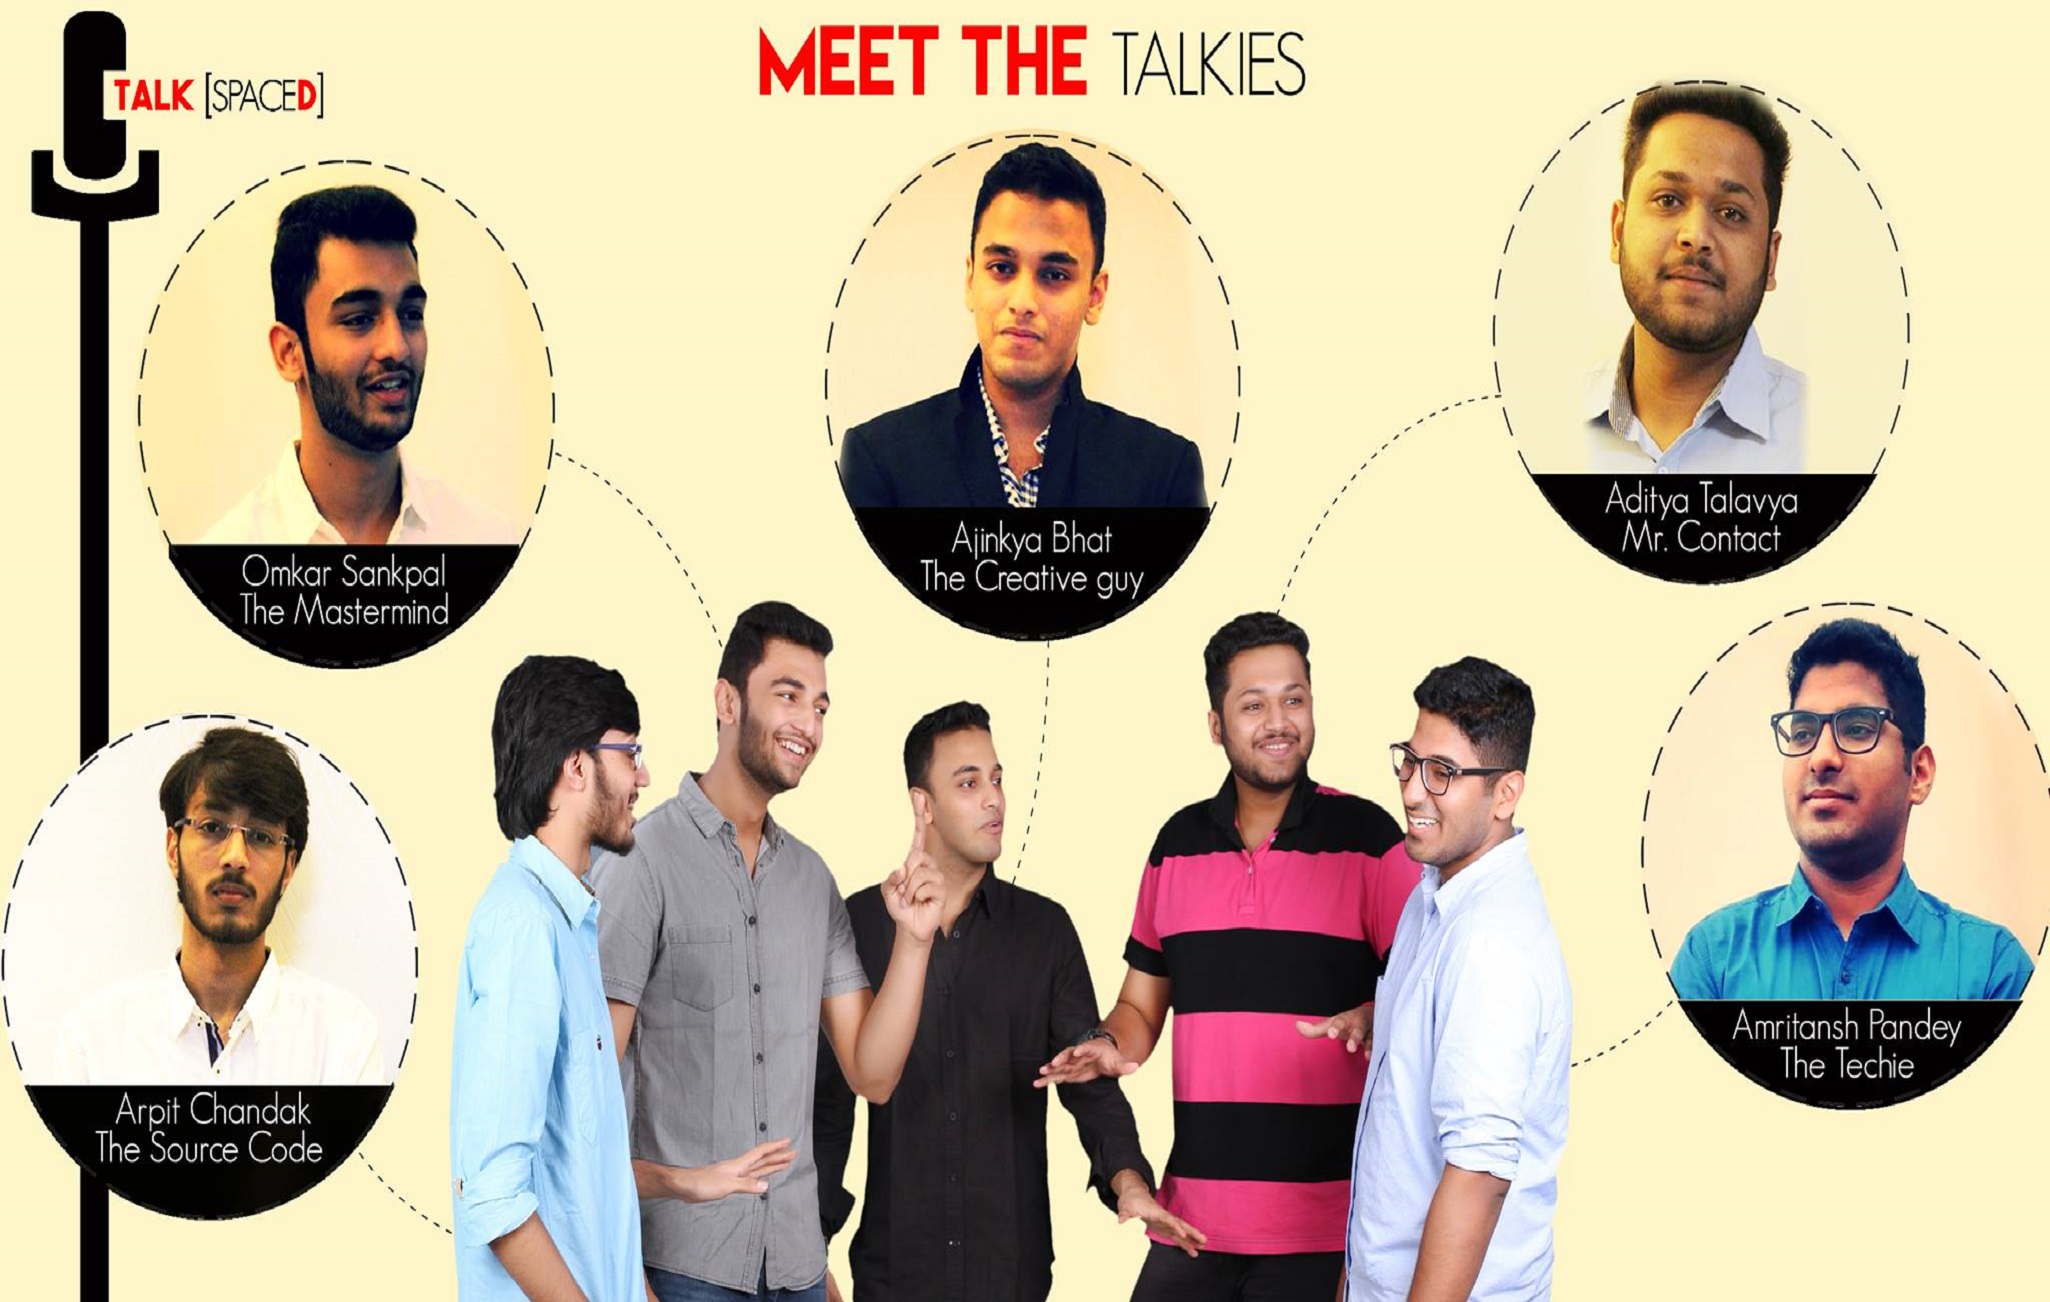 MEET THE TALKIES
TALK [SPACED]
Omkar Sankpal
The Mastermind
Ajinkya Bhat
The Creative guy
Aditya Talavya
Mr. Contact
Arpit Chandak
The Source Code
Amritansh Pandey
The Techie